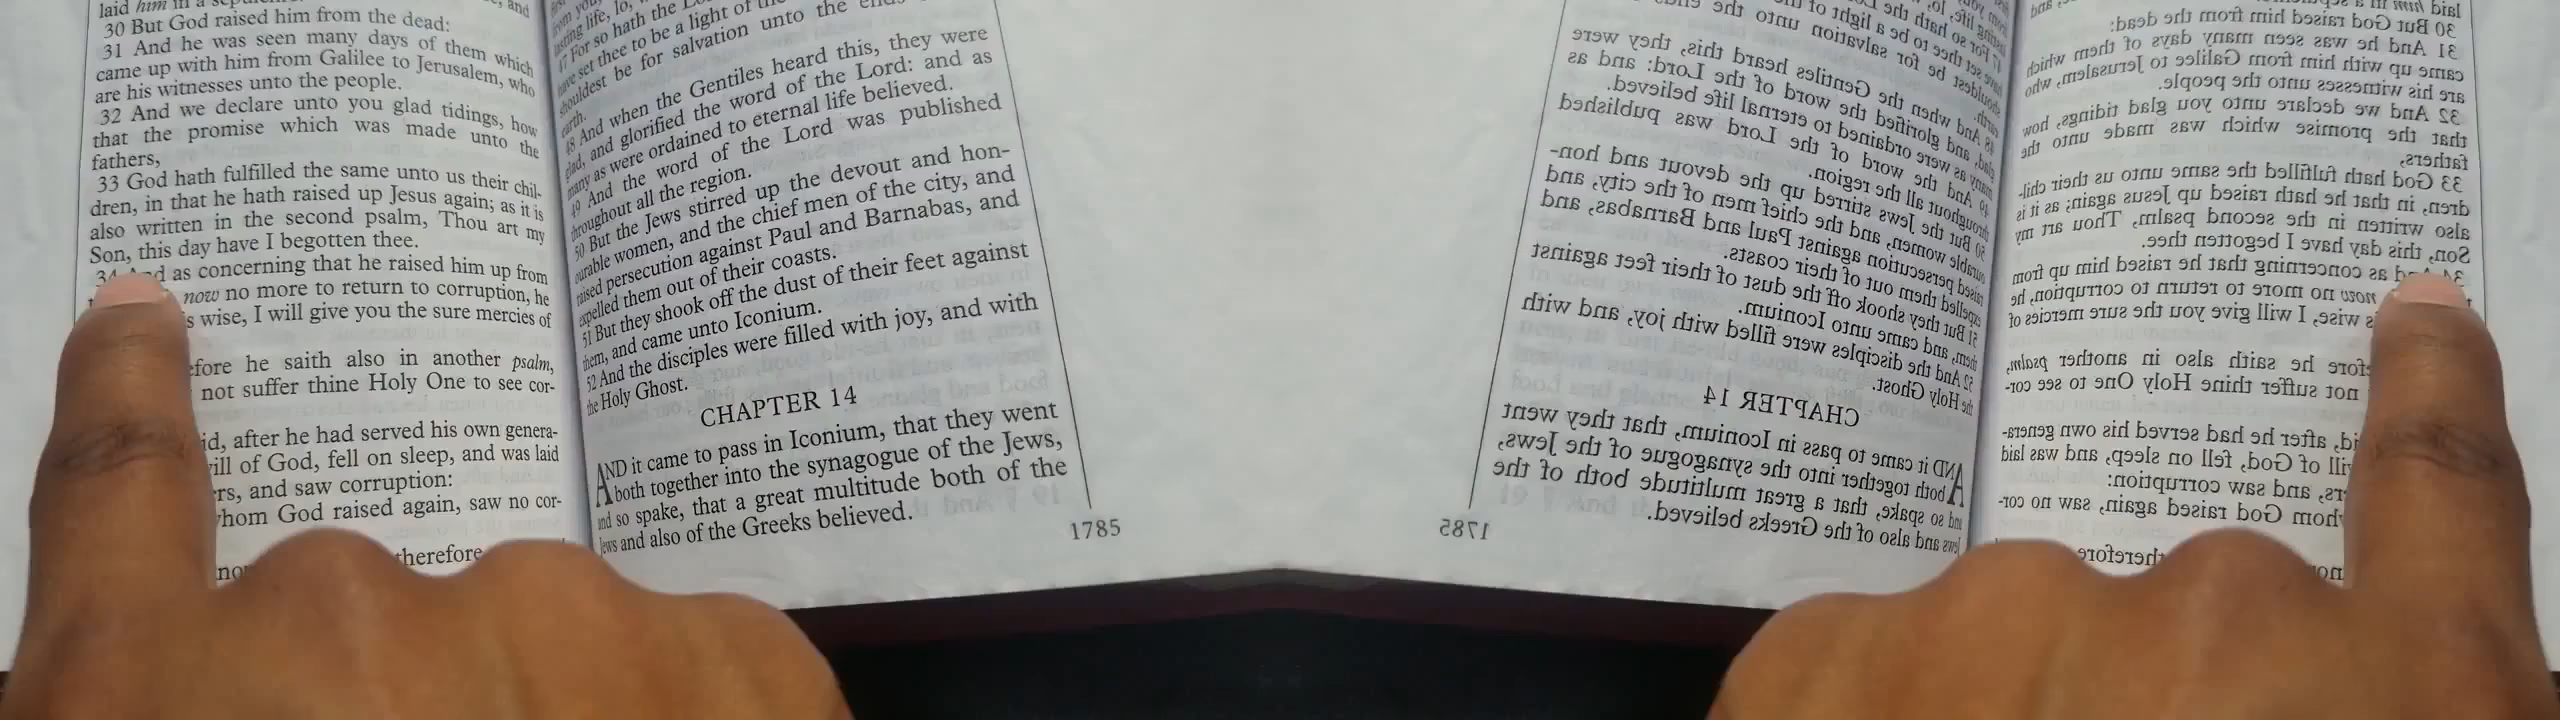 laid him in a
30 But God raised him from the dead:
31 And he was seen many days of them which
came up with him from Galilee to Jerusalem, who
are his witnesses unto the people.
32 And we declare unto you glad tidings, how
that the promise which was made unto the
fathers,
33 God hath fulfilled the same unto us their chil-
dren, in that he hath raised up Jesus again; as it is
also written in the second psalm, Thou art my
Son, this day have I begotten thee.
34 And as concerning that he raised him up from
now no more to return to corruption, he
wise, I will give you the sure mercies of
he saith also in another psalm,
not suffer thine Holy One to see cor-
after he had served his own genera-
of God, fell on sleep, and was laid
and saw corruption:
whom God raised again, saw no cor-
therefore
lasting life, lo,
47 For so hath the
have set thee to be a light of
shouldest be for salvation unto the
earth.
48 And when the Gentiles heard this, they were
glad, and glorified the word of the Lord: and as
many as were ordained to eternal life believed.
49 And the word of the Lord was published
throughout all the region.
50 But the Jews stirred up the devout and hon-
ourable women, and the chief men of the city, and
raised persecution against Paul and Barnabas, and
expelled them out of their coasts.
51 But they shook off the dust of their feet against
them, and came unto Iconium.
52 And the disciples were filled with joy, and with
the Holy Ghost.
CHAPTER 14
AND it came to pass in Iconium, that they went
both together into the synagogue of the Jews,
and so spake, that a great multitude both of the
Jews and also of the Greeks believed.
1785